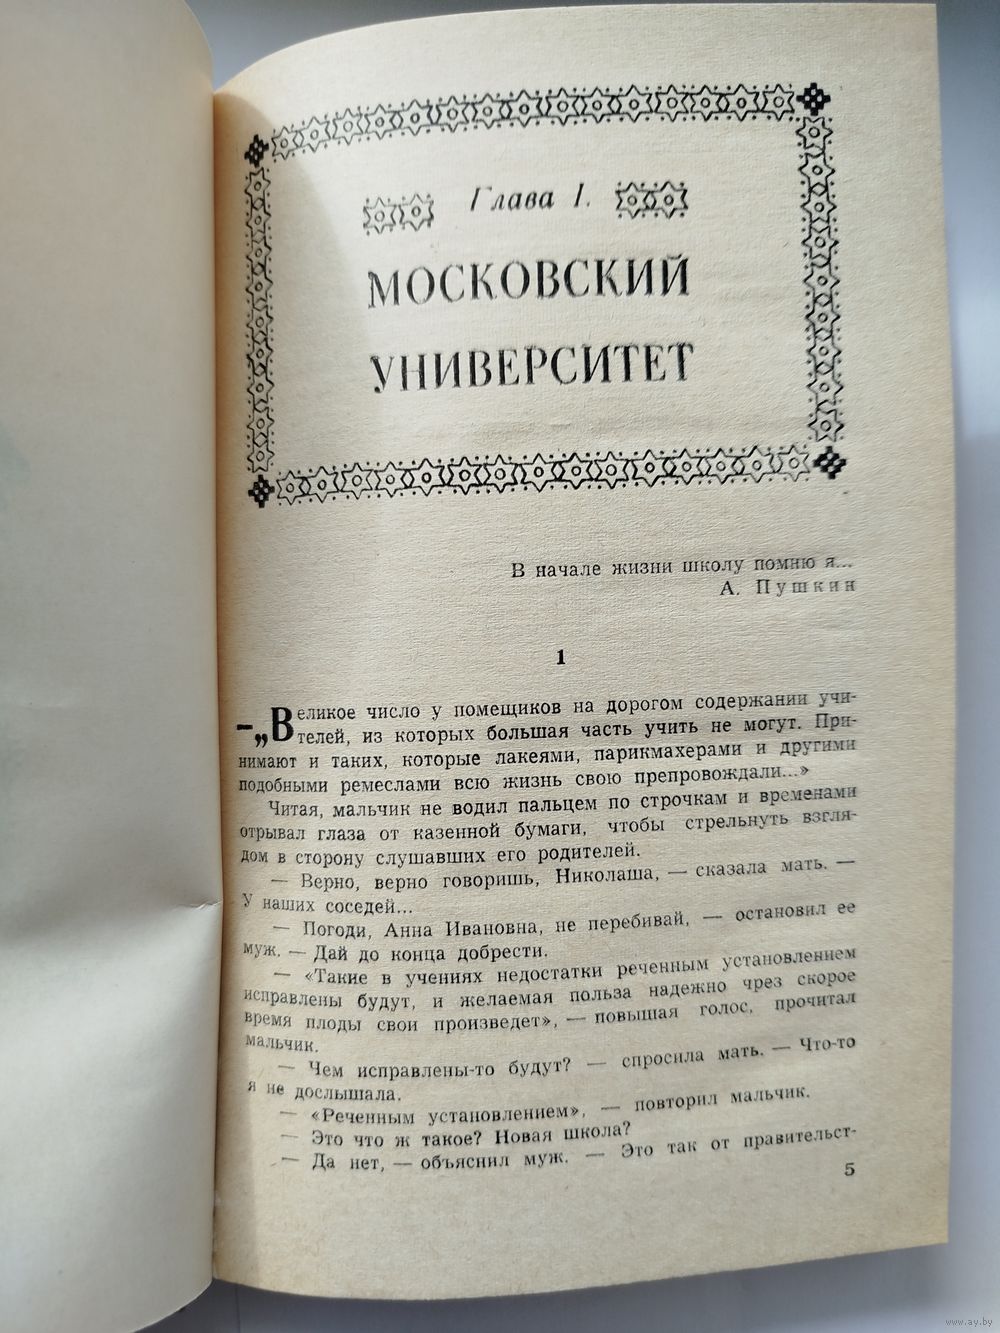 Глава I.
МОСКОВСКИЙ
УНИВЕРСИТЕТ
В начале жизни школу помню я...
А. Пушкин
1
–„Великое число у помещиков на дорогом содержании учи-
телей, из которых большая часть учить не могут. При-
нимают и таких, которые лакеями, парикмахерами и другими
подобными ремеслами всю жизнь свою препровождали...»
Читая, мальчик не водил пальцем по строчкам и временами
отрывал глаза от казенной бумаги, чтобы стрельнуть взгля-
дом в сторону слушавших его родителей.
— Верно, верно говоришь, Николаша, — сказала мать. —
У наших соседей...
— Погоди, Анна Ивановна, не перебивай, — остановил ее
муж. — Дай до конца добрести.
— «Такие в учениях недостатки реченным установлением
исправлены будут, и желаемая польза надежно чрез скорое
время плоды свои произведет», — повышая голос, прочитал
мальчик.
— Чем исправлены-то будут? — спросила мать. — Что-то
я не дослышала.
— «Реченным установлением», — повторил мальчик.
— Это что ж такое? Новая школа?
— Да нет, — объяснил муж. — Это так от правительст-
5
www.ay.by